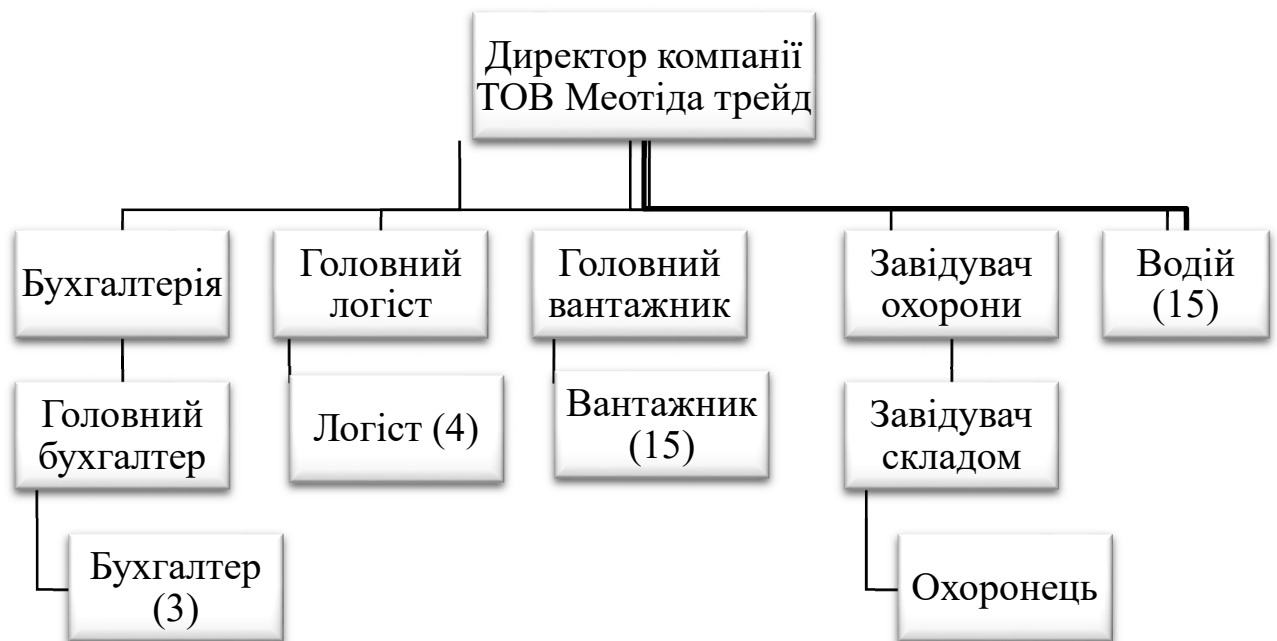 Директор компанії
ТОВ Меотіда трейд
Бухгалтерія
Головний
логіст
Головний
вантажник
Завідувач
охорони
Водій
(15)
Головний
бухгалтер
Логіст (4)
Вантажник
(15)
Завідувач
складом
Бухгалтер
(3)
Охоронець